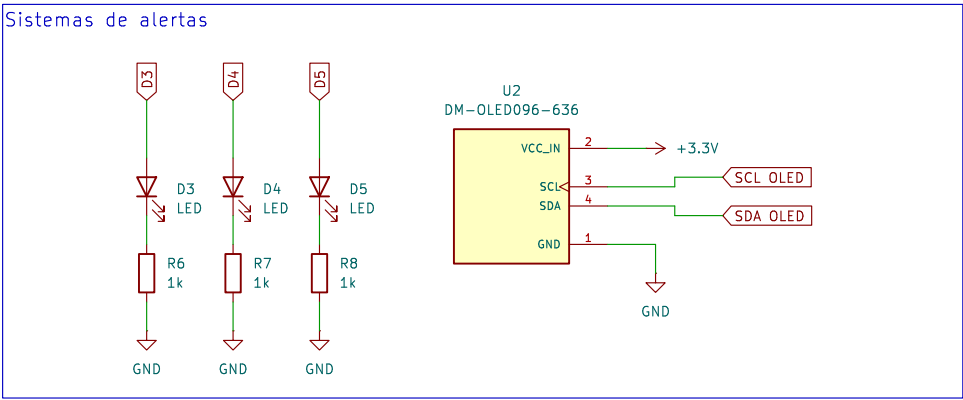 Sistemas de alertas
D3
D4
D5
U2
DM-OLED096-636
VCC_IN
2
+3.3V
SCL
3
SCL OLED
SDA
4
SDA OLED
GND
1
GND
D3
LED
D4
LED
D5
LED
R6
1k
R7
1k
R8
1k
GND
GND
GND